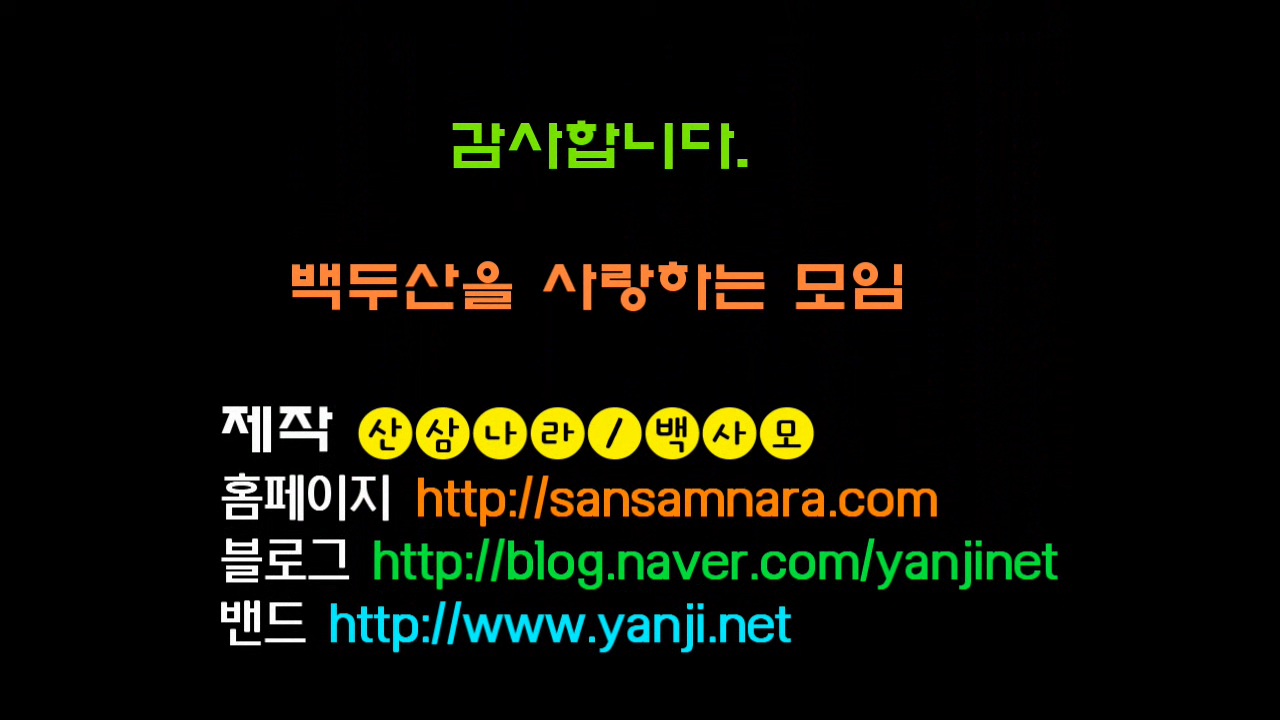 감사합니다.
백두산을 사랑하는 모임
제작 산삼나라/백사모
홈페이지 http://sansamnara.com
블로그 http://blog.naver.com/yanjinet
밴드 http://www.yanji.net